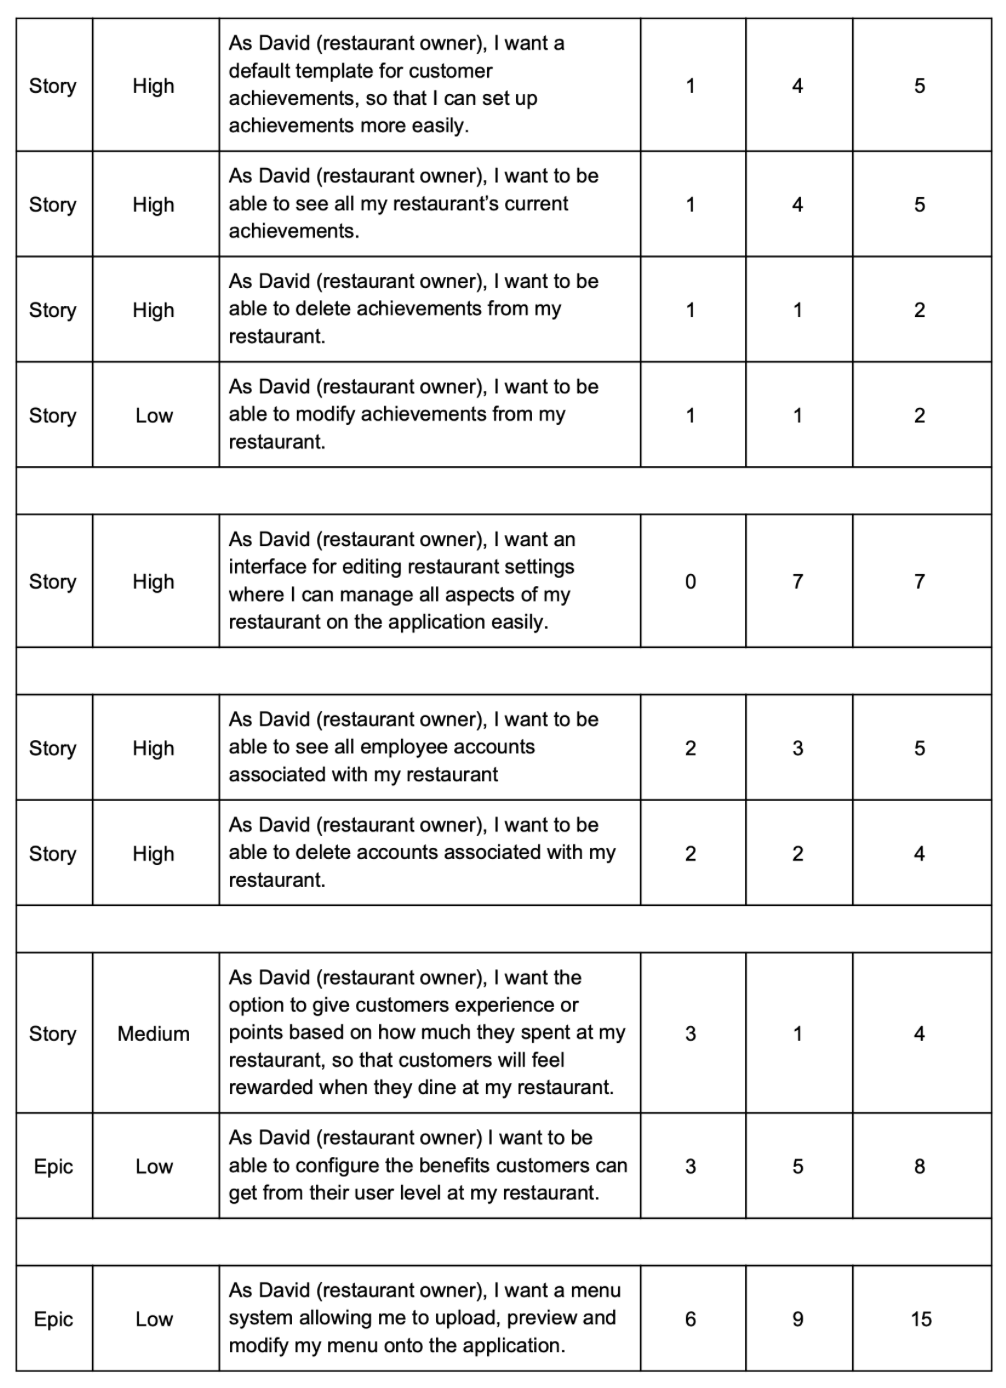 Story High As David (restaurant owner), I want a
default template for customer
achievements, so that I can set up
achievements more easily. 1 4 5
Story High As David (restaurant owner), I want to be
able to see all my restaurant’s current
achievements. 1 4 5
Story High As David (restaurant owner), I want to be
able to delete achievements from my
restaurant. 1 1 2
Story Low As David (restaurant owner), I want to be
able to modify achievements from my
restaurant. 1 1 2
Story High As David (restaurant owner), I want an
interface for editing restaurant settings
where I can manage all aspects of my
restaurant on the application easily. 0 7 7
Story High As David (restaurant owner), I want to be
able to see all employee accounts
associated with my restaurant 2 3 5
Story High As David (restaurant owner), I want to be
able to delete accounts associated with my
restaurant. 2 2 4
Story Medium As David (restaurant owner), I want the
option to give customers experience or
points based on how much they spent at my
restaurant, so that customers will feel
rewarded when they dine at my restaurant. 3 1 4
Epic Low As David (restaurant owner) I want to be
able to configure the benefits customers can
get from their user level at my restaurant. 3 5 8
Epic Low As David (restaurant owner), I want a menu
system allowing me to upload, preview and
modify my menu onto the application. 6 9 15